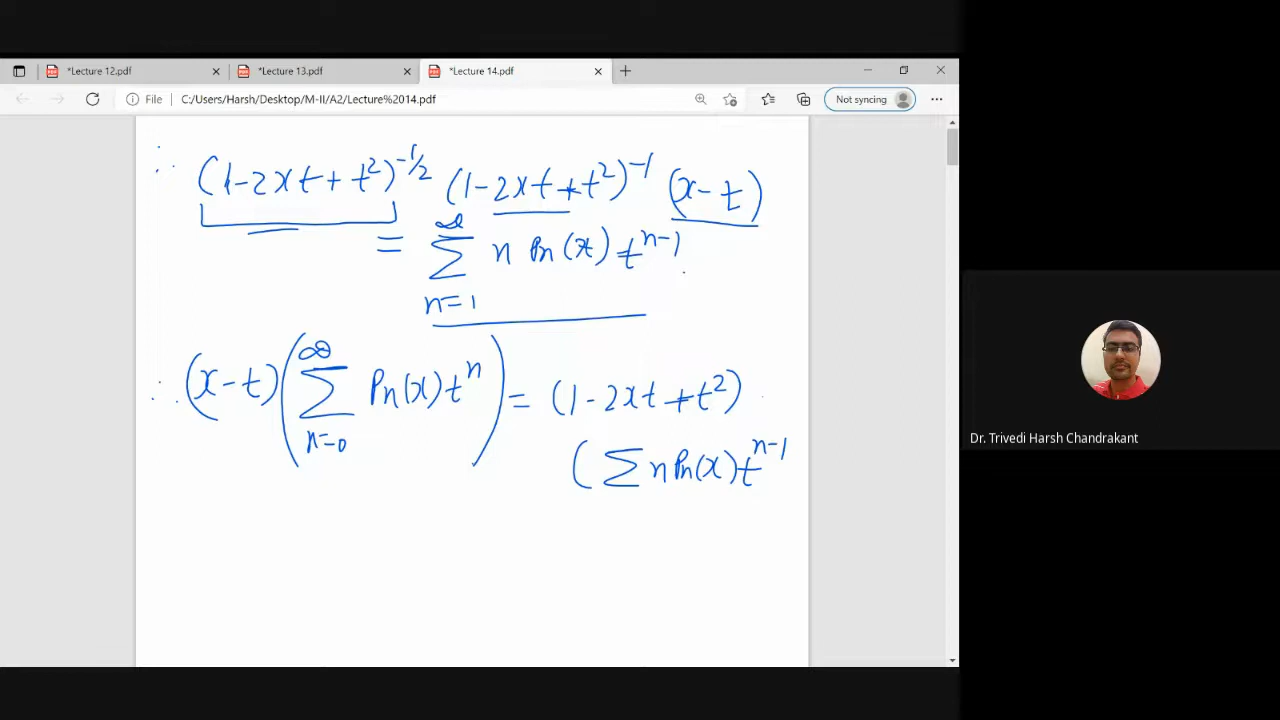 *Lecture 12.pdf
*Lecture 13.pdf
*Lecture 14.pdf
File | C:/Users/Harsh/Desktop/M-II/A2/Lecture%2014.pdf
Not syncing
∴ (1-2xt+t²)^{-1/2} (1-2xt+t²)^{-1} (x-t)
= ∑_{n=1}^{∞} n Pn(x) t^{n-1}
∴ (x-t)(∑_{n=0}^{∞} Pn(x)t^n) = (1-2xt+t²)
(∑ n Pn(x) t^{n-1}
Dr. Trivedi Harsh Chandrakant